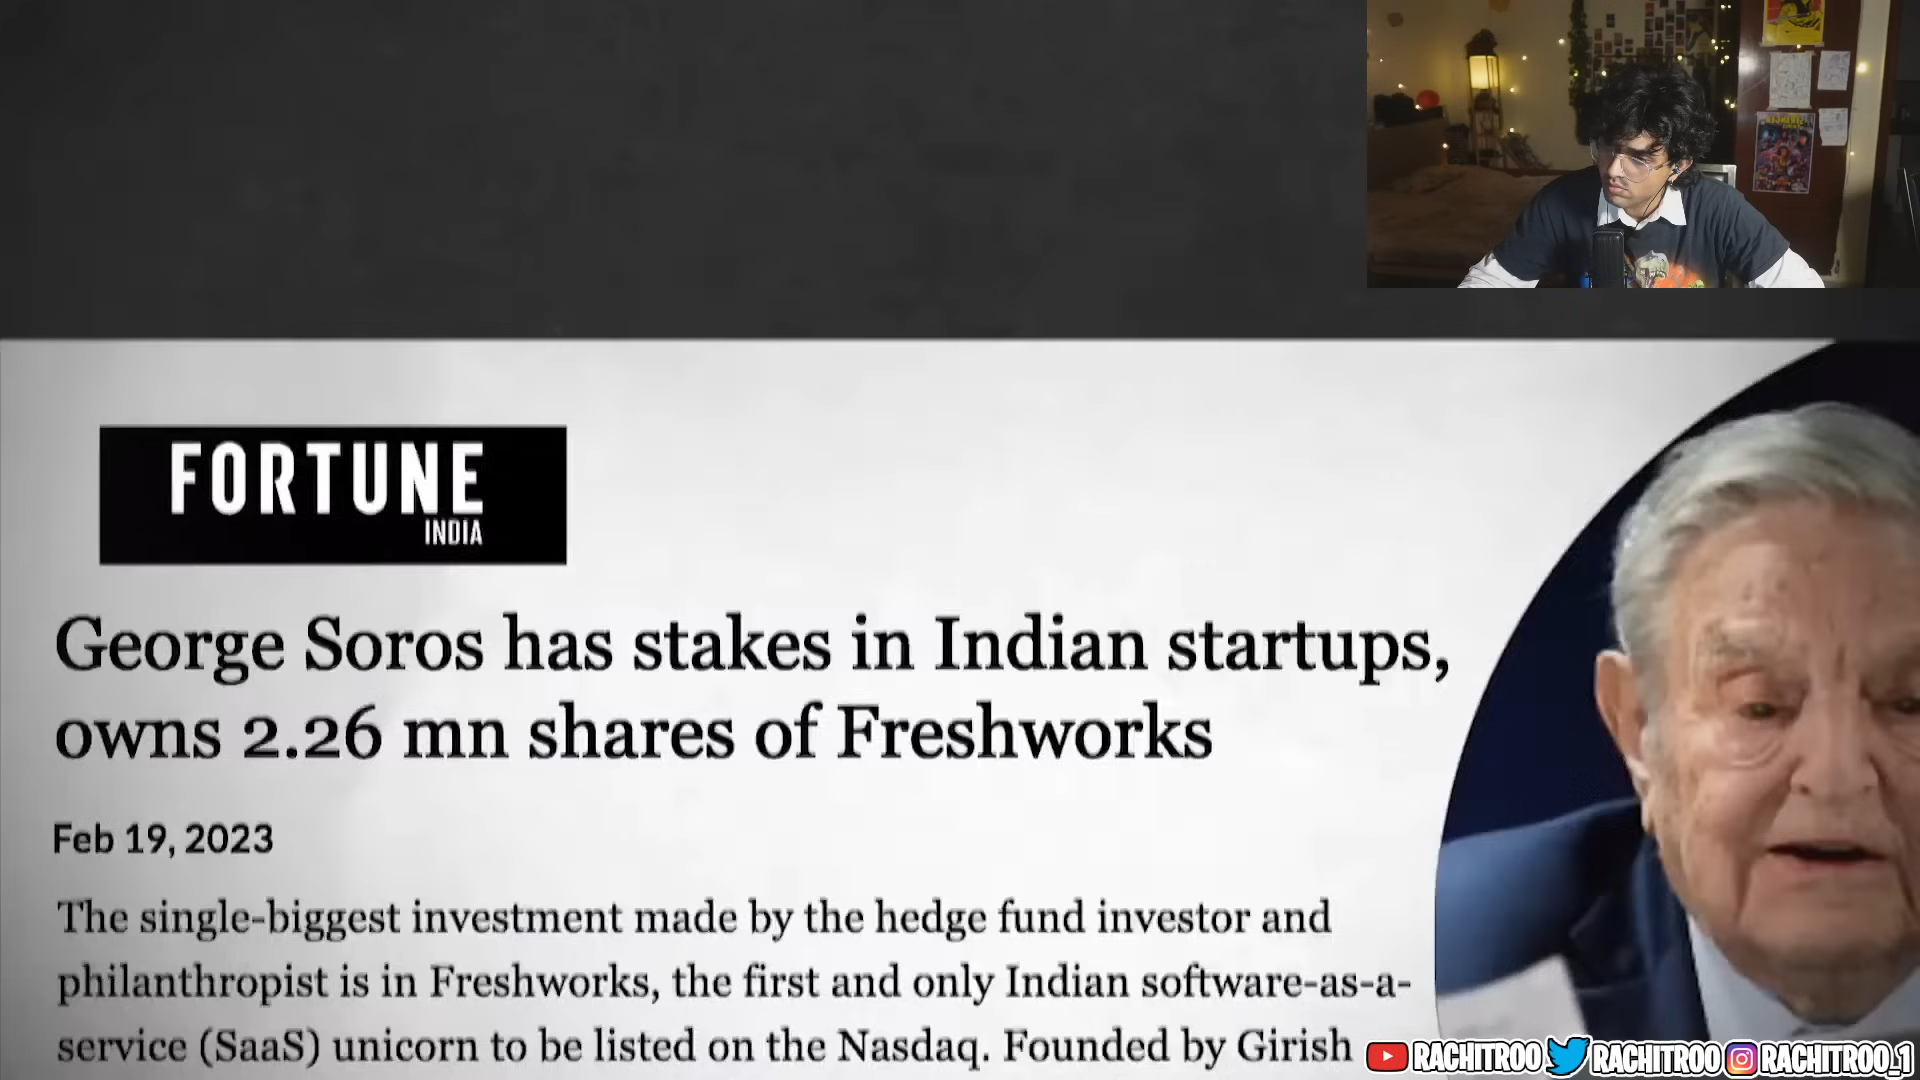 FORTUNE
INDIA
George Soros has stakes in Indian startups,
owns 2.26 mn shares of Freshworks
Feb 19, 2023
The single-biggest investment made by the hedge fund investor and
philanthropist is in Freshworks, the first and only Indian software-as-a-
service (SaaS) unicorn to be listed on the Nasdaq. Founded by Girish
RACHITROO RACHITROO RACHITROO_1